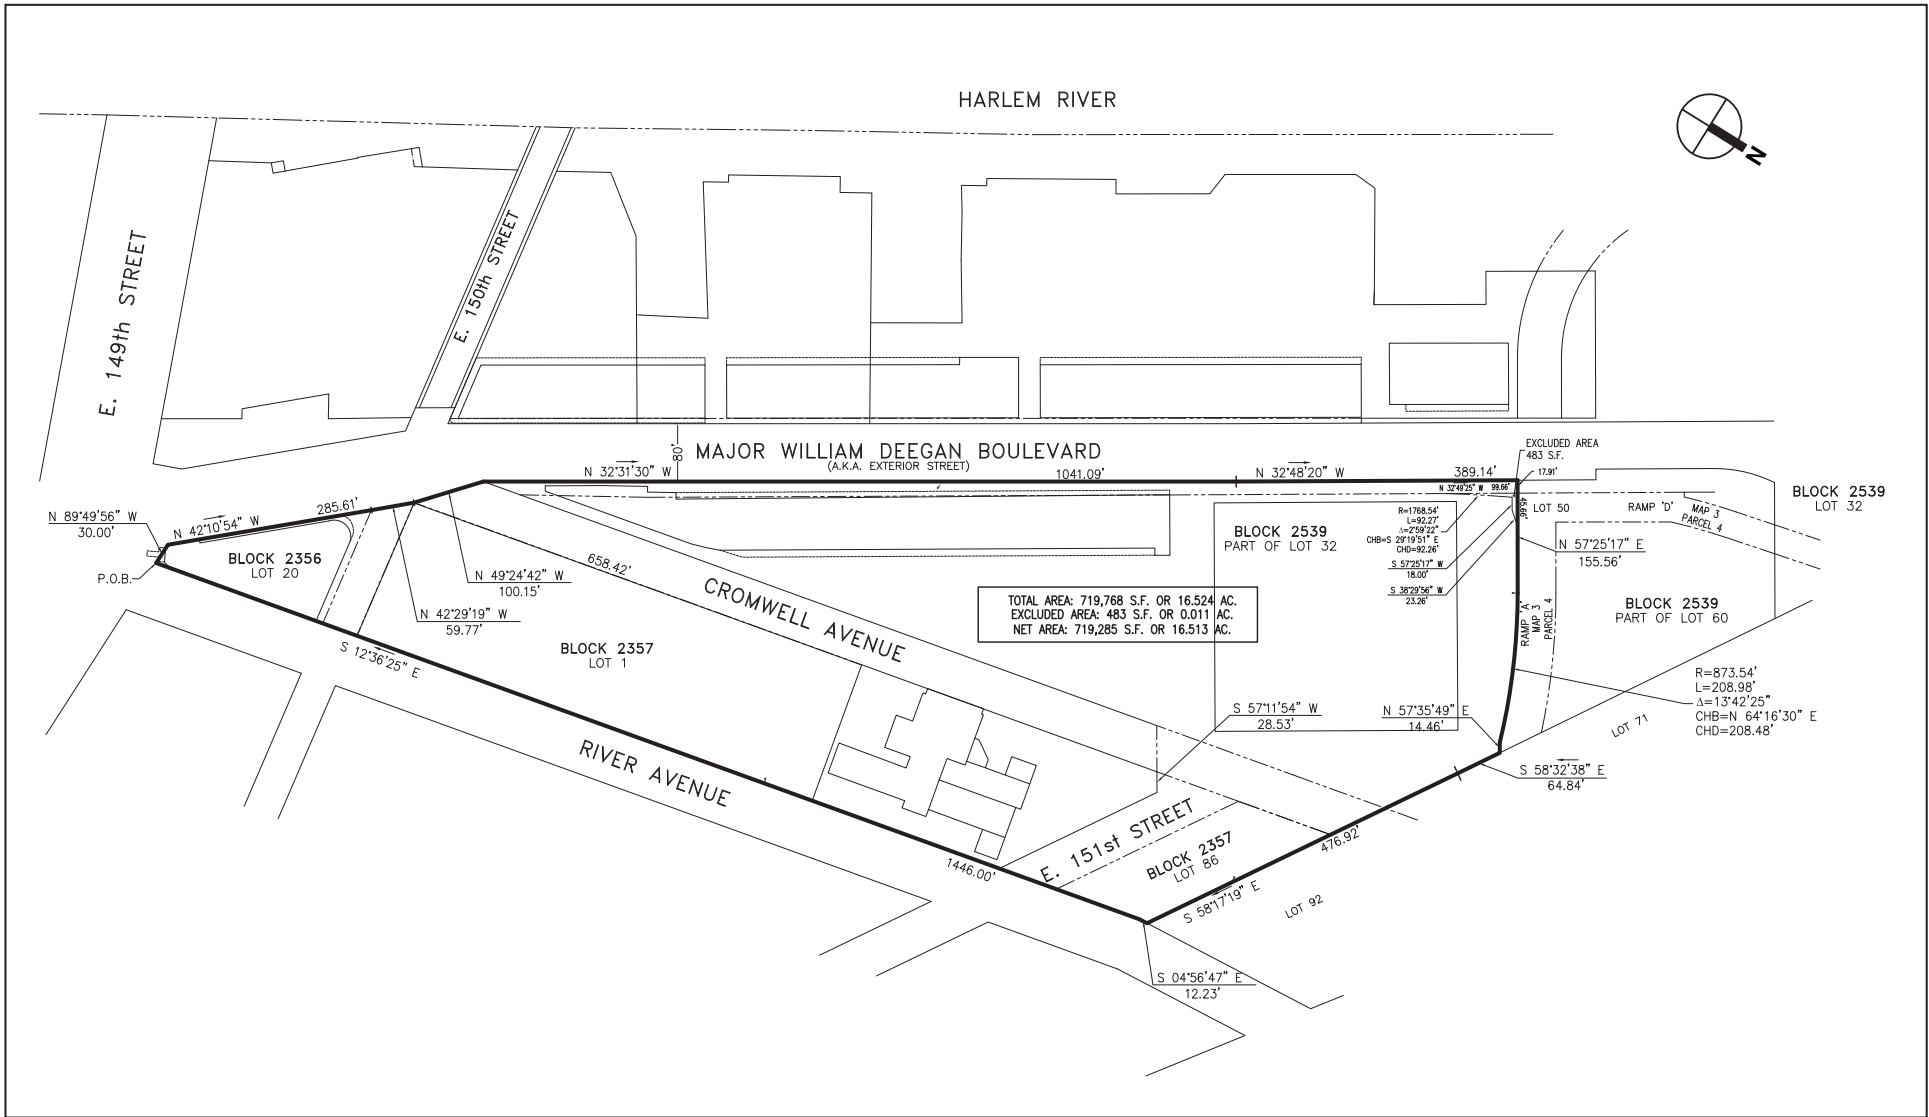 HARLEM RIVER
N
E. 149th STREET
E. 150th STREET
MAJOR WILLIAM DEEGAN BOULEVARD
(A.K.A. EXTERIOR STREET)
80'
N 32°31'30" W
1041.09'
N 32°48'20" W
389.14'
EXCLUDED AREA
483 S.F.
17.91'
N 32°49'25" W 99.66'
45.66'
R=1768.54'
L=92.27'
Δ=2°59'22"
CHB=S 29°19'51" E
CHD=92.26'
S 57°25'17" W
18.00'
S 38°29'56" W
23.26'
LOT 50
RAMP 'D'
MAP 3
PARCEL 4
BLOCK 2539
LOT 32
N 57°25'17" E
155.56'
RAMP 'A'
MAP 3
PARCEL 4
BLOCK 2539
PART OF LOT 60
BLOCK 2539
PART OF LOT 32
N 89°49'56" W
30.00'
N 42°10'54" W
285.61'
P.O.B.
BLOCK 2356
LOT 20
N 49°24'42" W
100.15'
N 42°29'19" W
59.77'
658.42'
CROMWELL AVENUE
TOTAL AREA: 719,768 S.F. OR 16.524 AC.
EXCLUDED AREA: 483 S.F. OR 0.011 AC.
NET AREA: 719,285 S.F. OR 16.513 AC.
BLOCK 2357
LOT 1
S 12°36'25" E
RIVER AVENUE
1446.00'
S 57°11'54" W
28.53'
N 57°35'49" E
14.46'
R=873.54'
L=208.98'
Δ=13°42'25"
CHB=N 64°16'30" E
CHD=208.48'
LOT 71
S 58°32'38" E
64.84'
E. 151st STREET
BLOCK 2357
LOT 86
476.92'
S 58°17'19" E
LOT 92
S 04°56'47" E
12.23'